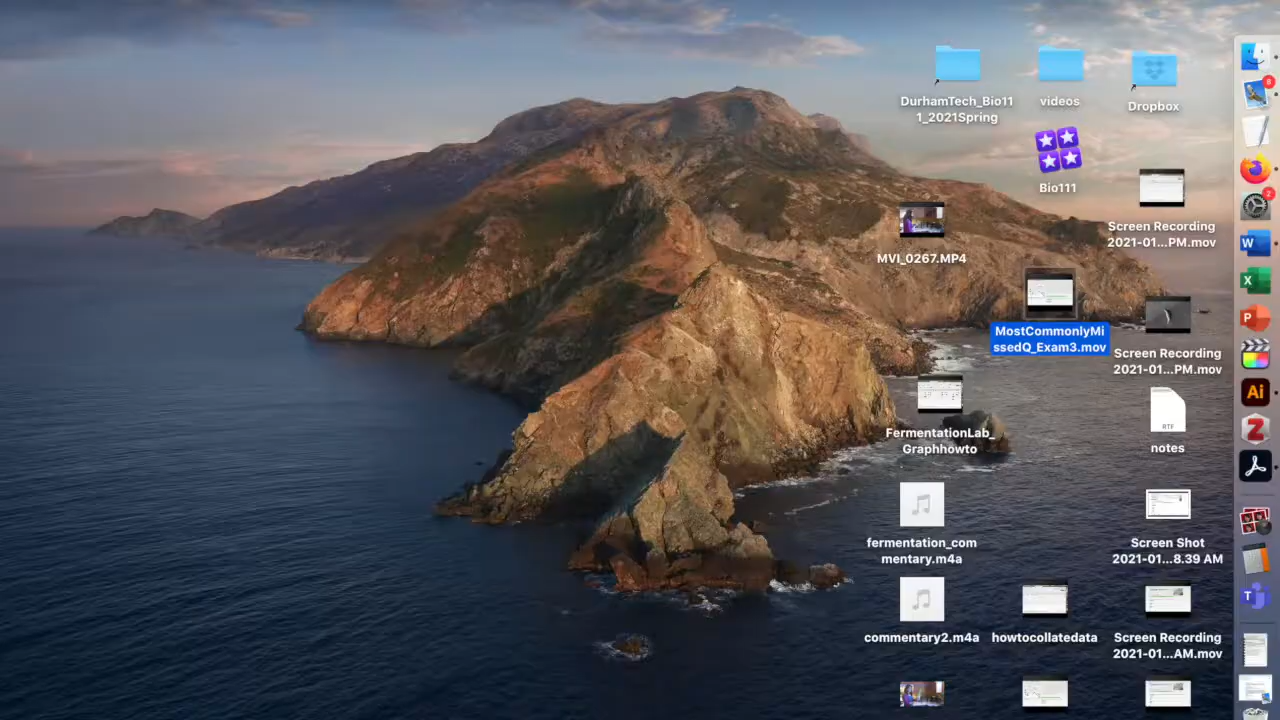 DurhamTech_Bio11
1_2021Spring
videos
Dropbox
Bio111
MVI_0267.MP4
Screen Recording
2021-01...PM.mov
MostCommonlyMi
ssedQ_Exam3.mov
Screen Recording
2021-01...PM.mov
FermentationLab_
Graphhowto
RTF
notes
fermentation_com
mentary.m4a
Screen Shot
2021-01...8.39 AM
commentary2.m4a
howtocollatedata
Screen Recording
2021-01...AM.mov
8
2
W
X
P
Ai
Z
T